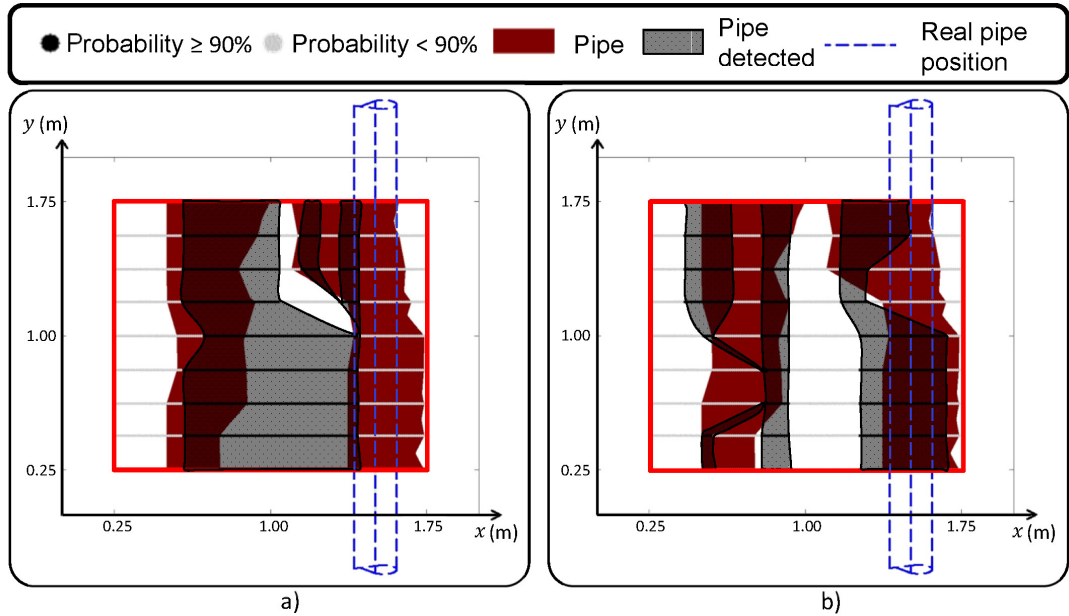 Probability ≥ 90%
Probability < 90%
Pipe
Pipe
detected
Real pipe
position
y (m)
1.75
1.00
0.25
0.25
1.00
1.75
x (m)
a)
y (m)
1.75
1.00
0.25
0.25
1.00
1.75
x (m)
b)